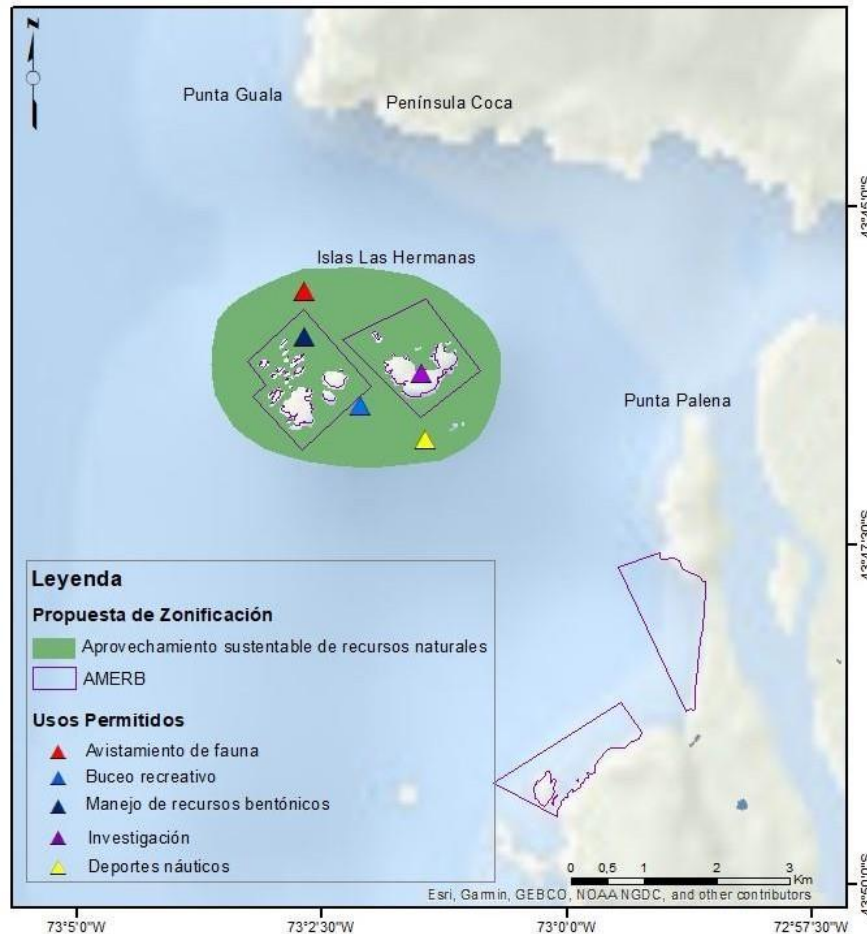 N
Punta Guala
Península Coca
43°45'0"S
Islas Las Hermanas
Punta Palena
43°47'30"S
Leyenda
Propuesta de Zonificación
Aprovechamiento sustentable de recursos naturales
AMERB
Usos Permitidos
Avistamiento de fauna
Buceo recreativo
Manejo de recursos bentónicos
Investigación
Deportes náuticos
0 0,5 1 2 3
Km
Esri, Garmin, GEBCO, NOAA NGDC, and other contributors
43°50'0"S
73°5'0"W 73°2'30"W 73°0'0"W 72°57'30"W